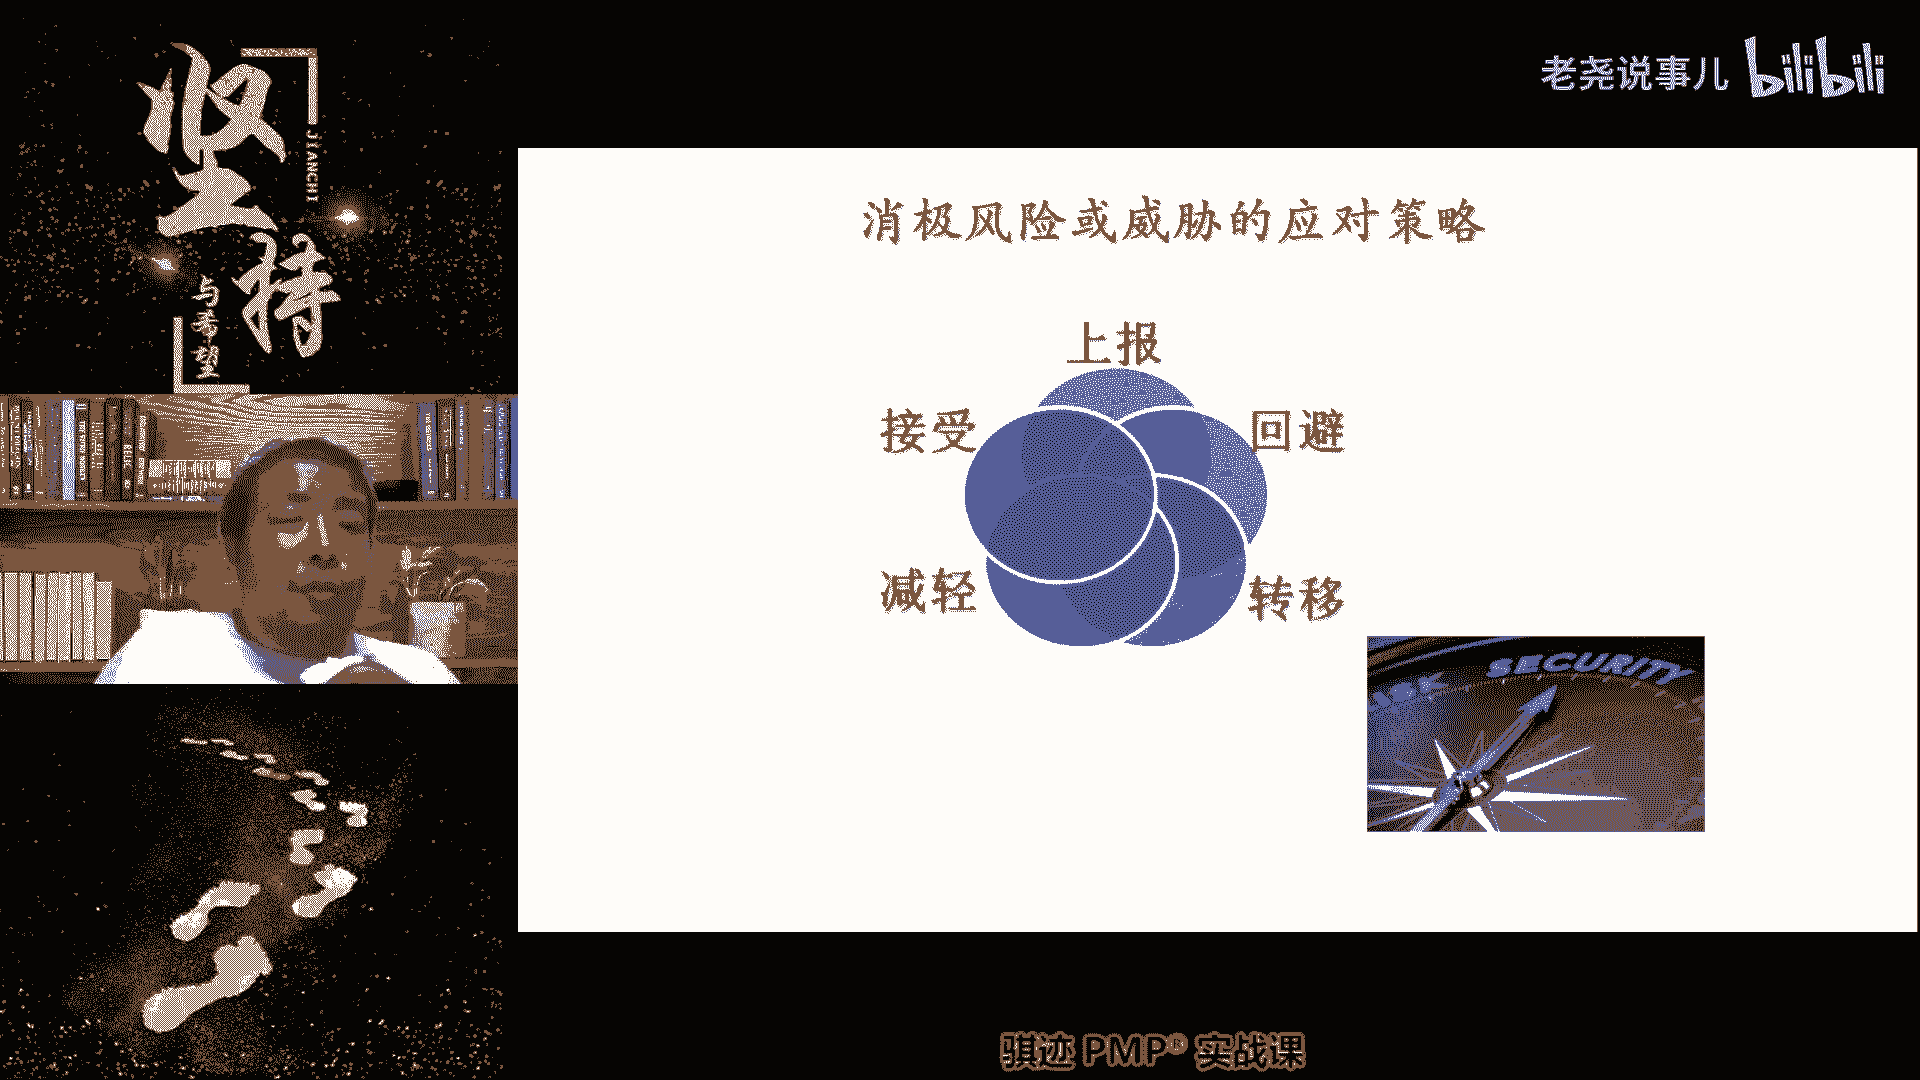 坚持
JIANCHI
与希望
老尧说事儿 bilibili
消极风险或威胁的应对策略
上报
接受
回避
减轻
转移
SECURITY
骐迹 PMP® 实战课